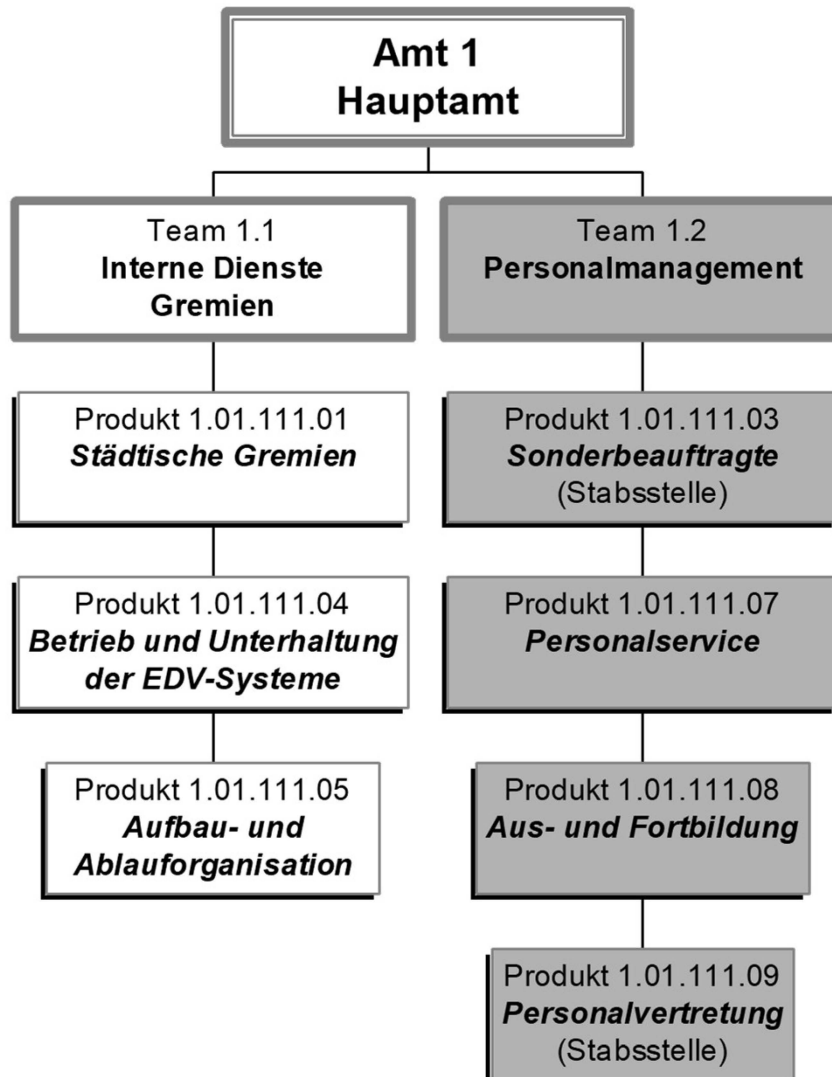 Amt 1
Hauptamt
Team 1.1
Interne Dienste
Gremien
Produkt 1.01.111.01
Städtische Gremien
Produkt 1.01.111.04
Betrieb und Unterhaltung
der EDV-Systeme
Produkt 1.01.111.05
Aufbau- und
Ablauforganisation
Team 1.2
Personalmanagement
Produkt 1.01.111.03
Sonderbeauftragte
(Stabsstelle)
Produkt 1.01.111.07
Personalservice
Produkt 1.01.111.08
Aus- und Fortbildung
Produkt 1.01.111.09
Personalvertretung
(Stabsstelle)